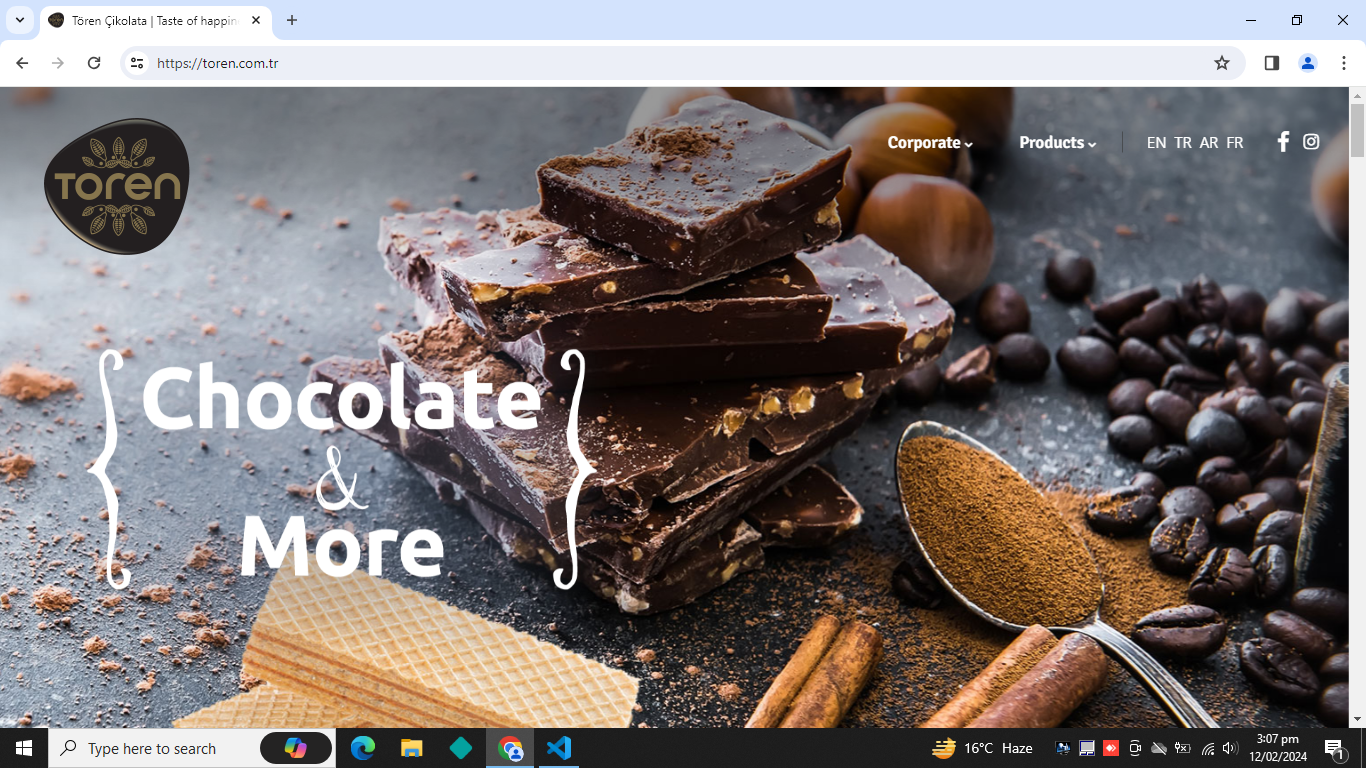 Tören Çikolata | Taste of happin
https://toren.com.tr
TOREN
Corporate
Products
EN TR AR FR
{ Chocolate
&
More }
Type here to search
16°C Haze
3:07 pm
12/02/2024
1